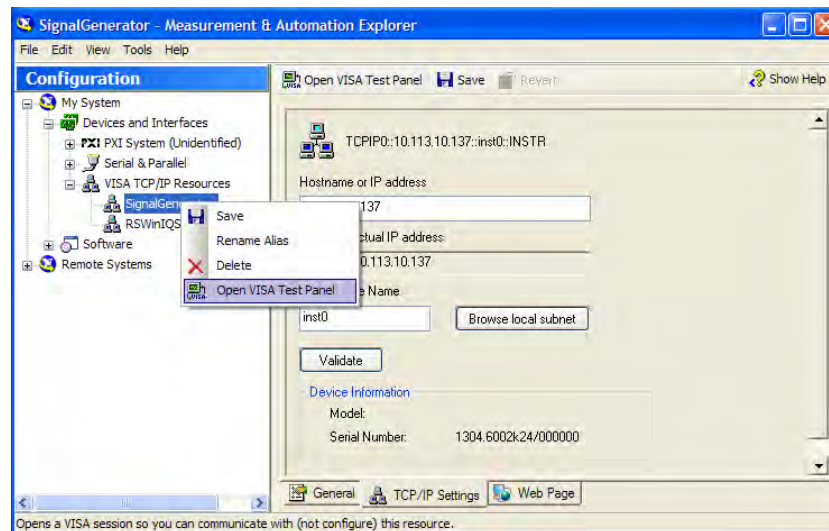 SignalGenerator - Measurement & Automation Explorer
File Edit View Tools Help
Configuration
Open VISA Test Panel Save Revert Show Help
My System
Devices and Interfaces
PXI PXI System (Unidentified)
Serial & Parallel
VISA TCP/IP Resources
SignalGen
RSWinIQS
Software
Remote Systems
Save
Rename Alias
Delete
Open VISA Test Panel
TCPIP0::10.113.10.137::inst0::INSTR
Hostname or IP address
137
ctual IP address
0.113.10.137
Name
inst0
Browse local subnet
Validate
Device Information
Model:
Serial Number: 1304.6002k24/000000
General TCP/IP Settings Web Page
Opens a VISA session so you can communicate with (not configure) this resource.